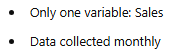 • Only one variable: Sales
• Data collected monthly